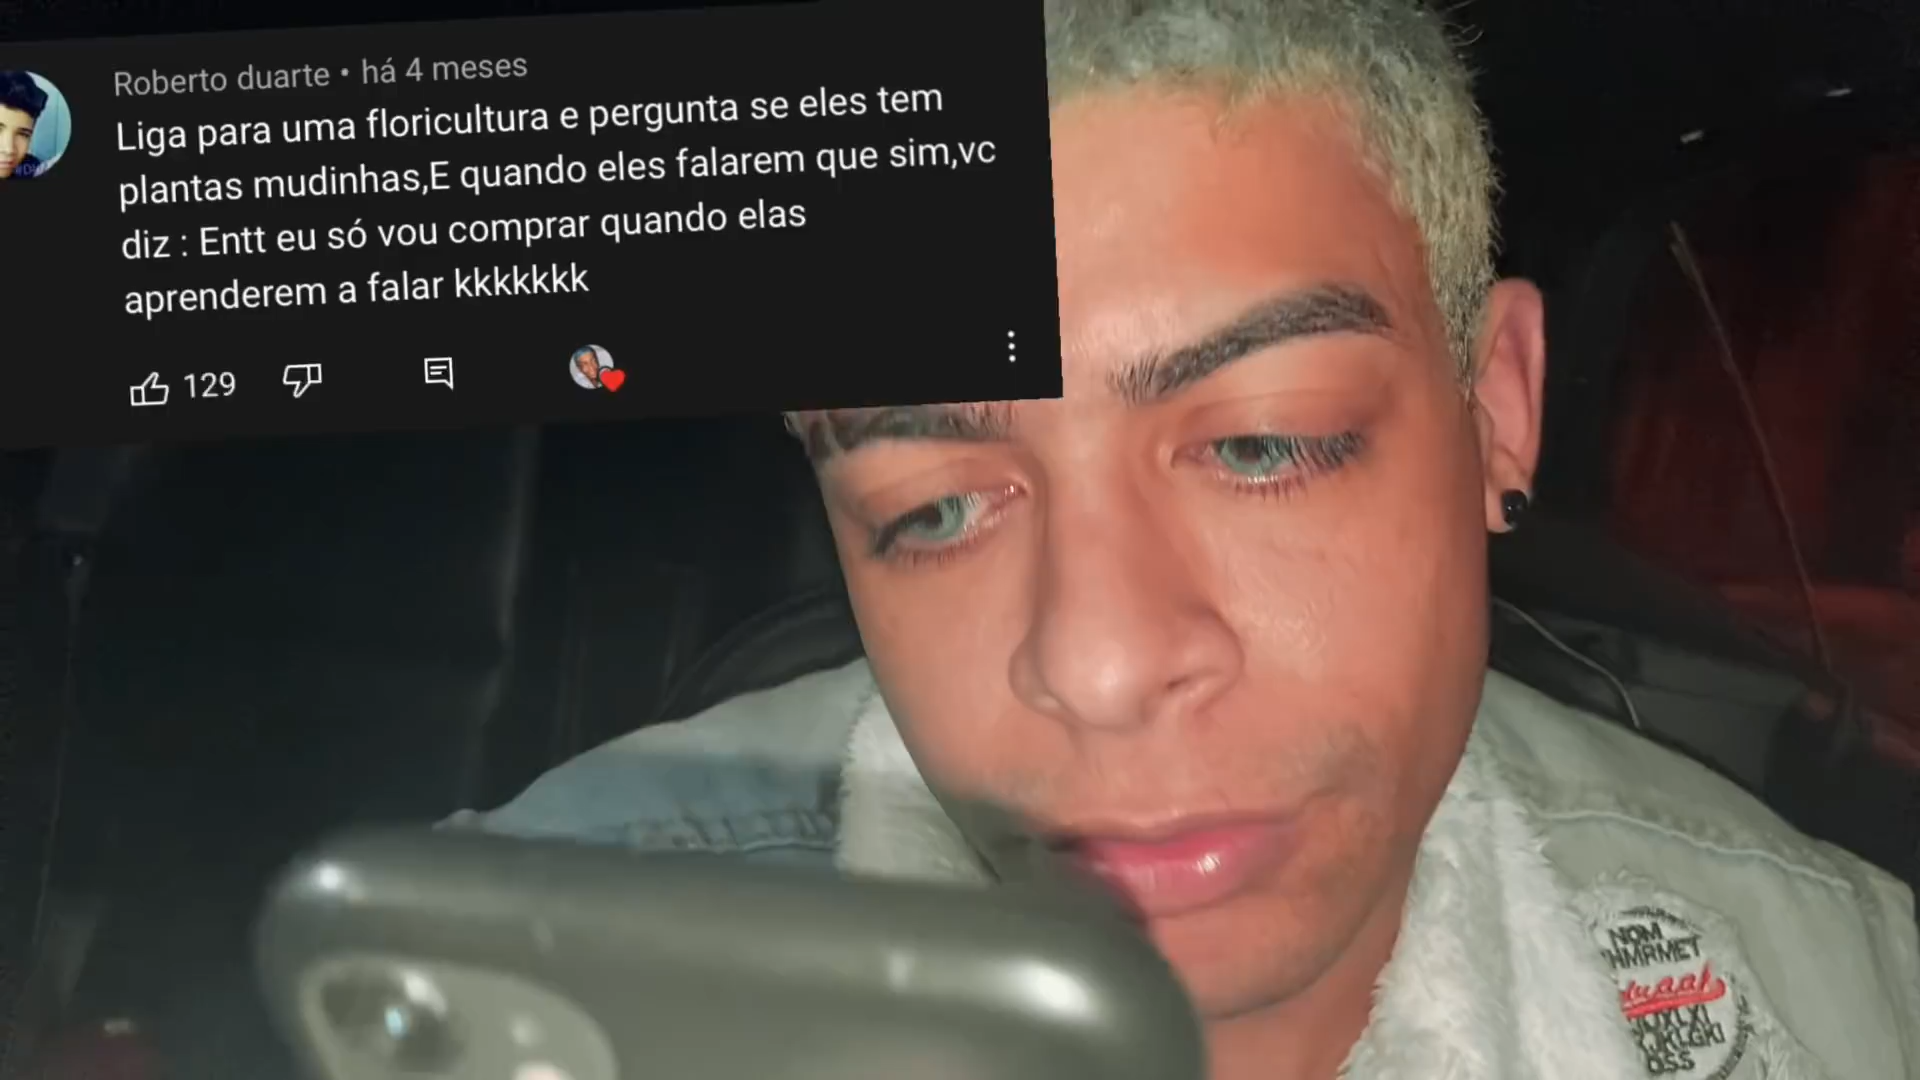 Roberto duarte • há 4 meses
Liga para uma floricultura e pergunta se eles tem
plantas mudinhas,E quando eles falarem que sim,vc
diz : Entt eu só vou comprar quando elas
aprenderem a falar kkkkkkk
129
NOM